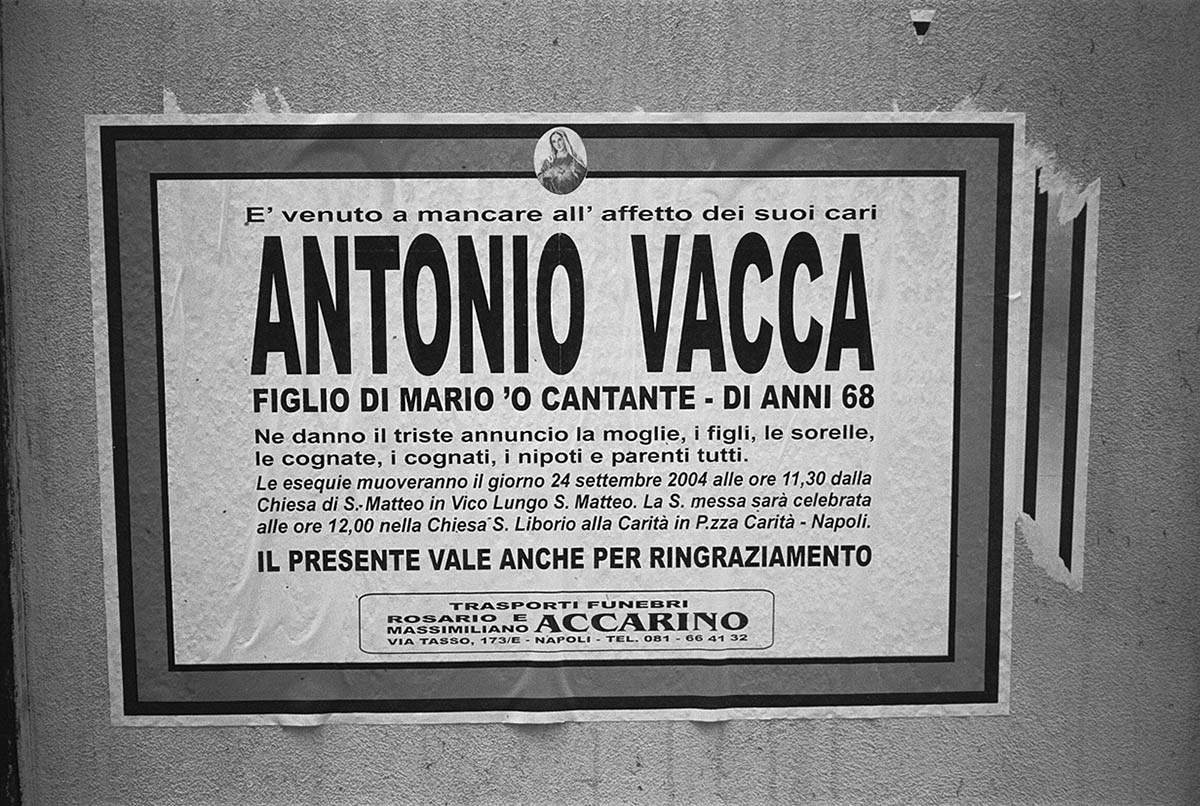 E' venuto a mancare all' affetto dei suoi cari
ANTONIO VACCA
FIGLIO DI MARIO 'O CANTANTE - DI ANNI 68
Ne danno il triste annuncio la moglie, i figli, le sorelle,
le cognate, i cognati, i nipoti e parenti tutti.
Le esequie muoveranno il giorno 24 settembre 2004 alle ore 11,30 dalla
Chiesa di S. Matteo in Vico Lungo S. Matteo. La S. messa sarà celebrata
alle ore 12,00 nella Chiesa S. Liborio alla Carità in P.zza Carità - Napoli.
IL PRESENTE VALE ANCHE PER RINGRAZIAMENTO
TRASPORTI FUNEBRI
ROSARIO E MASSIMILIANO ACCARINO
VIA TASSO, 173/E - NAPOLI - TEL. 081 - 66 41 32